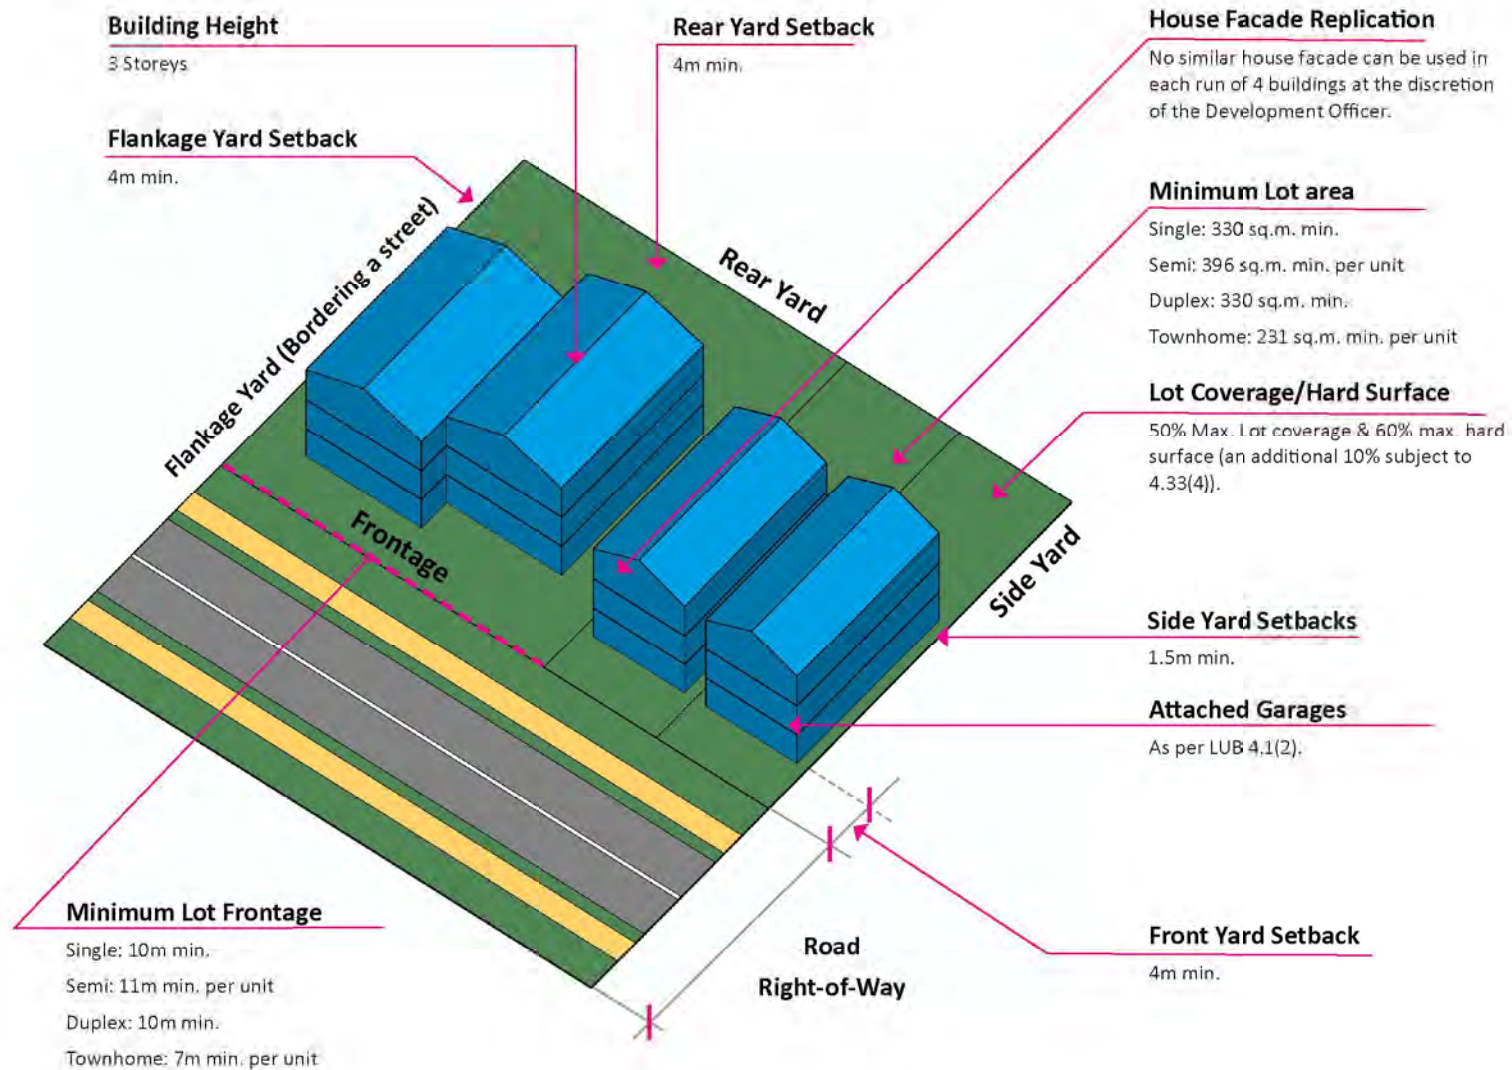 Building Height
3 Storeys
Flankage Yard Setback
4m min.
Rear Yard Setback
4m min.
House Facade Replication
No similar house facade can be used in
each run of 4 buildings at the discretion
of the Development Officer.
Minimum Lot area
Single: 330 sq.m. min.
Semi: 396 sq.m. min. per unit
Duplex: 330 sq.m. min.
Townhome: 231 sq.m. min. per unit
Lot Coverage/Hard Surface
50% Max. Lot coverage & 60% max. hard
surface (an additional 10% subject to
4.33(4)).
Flankage Yard (Bordering a street)
Rear Yard
Frontage
Side Yard
Side Yard Setbacks
1.5m min.
Attached Garages
As per LUB 4.1(2).
Minimum Lot Frontage
Single: 10m min.
Semi: 11m min. per unit
Duplex: 10m min.
Townhome: 7m min. per unit
Road
Right-of-Way
Front Yard Setback
4m min.